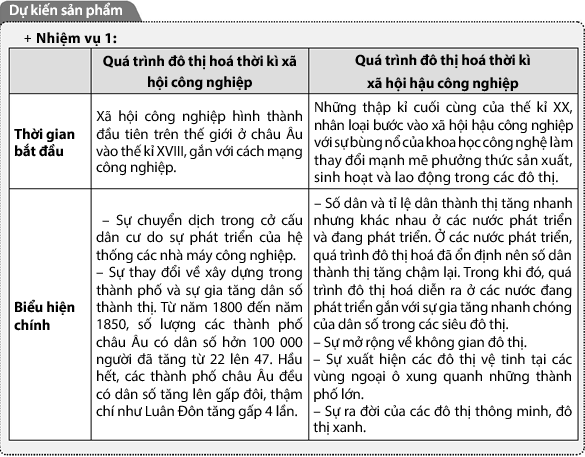 Dự kiến sản phẩm
+ Nhiệm vụ 1:
Quá trình đô thị hoá thời kì xã
hội công nghiệp
Quá trình đô thị hoá thời kì
xã hội hậu công nghiệp
Thời gian
bắt đầu
Xã hội công nghiệp hình thành
đầu tiên trên thế giới ở châu Âu
vào thế kỉ XVIII, gắn với cách mạng
công nghiệp.
Những thập kỉ cuối cùng của thế kỉ XX,
nhân loại bước vào xã hội hậu công nghiệp
với sự bùng nổ của khoa học công nghệ làm
thay đổi mạnh mẽ phưởng thức sản xuất,
sinh hoạt và lao động trong các đô thị.
Biểu hiện
chính
– Sự chuyển dịch trong cở cấu
dân cư do sự phát triển của hệ
thống các nhà máy công nghiệp.
– Sự thay đổi về xây dựng trong
thành phố và sự gia tăng dân số
thành thị. Từ năm 1800 đến năm
1850, số lượng các thành phố
châu Âu có dân số hởn 100 000
người đã tăng từ 22 lên 47. Hầu
hết, các thành phố châu Âu đều
có dân số tăng lên gấp đôi, thậm
chí như Luân Đôn tăng gấp 4 lần.
– Số dân và tỉ lệ dân thành thị tăng nhanh
nhưng khác nhau ở các nước phát triển
và đang phát triển. Ở các nước phát triển,
quá trình đô thị hoá đã ổn định nên số dân
thành thị tăng chậm lại. Trong khi đó, quá
trình đô thị hoá diễn ra ở các nước đang
phát triển gắn với sự gia tăng nhanh chóng
của dân số trong các siêu đô thị.
– Sự mở rộng về không gian đô thị.
– Sự xuất hiện các đô thị vệ tinh tại các
vùng ngoại ô xung quanh những thành
phố lớn.
– Sự ra đời của các đô thị thông minh, đô
thị xanh.